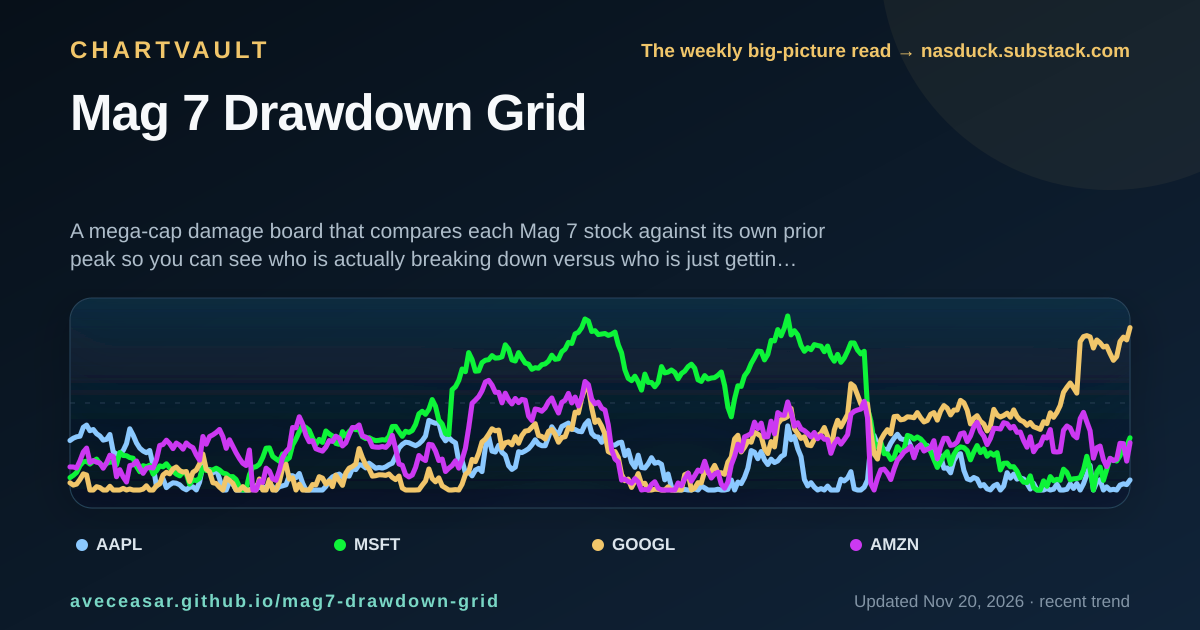 CHARTVAULT
The weekly big-picture read → nasduck.substack.com
Mag 7 Drawdown Grid
A mega-cap damage board that compares each Mag 7 stock against its own prior
peak so you can see who is actually breaking down versus who is just gettin…
AAPL
MSFT
GOOGL
AMZN
aveceasar.github.io/mag7-drawdown-grid
Updated Nov 20, 2026 · recent trend